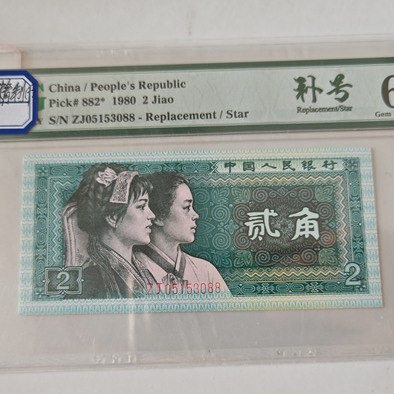 China / People's Republic
Pick# 882* 1980 2 Jiao
S/N ZJ05153088 - Replacement / Star
补号
Replacement/Star
6
Gem
中国人民银行
贰角
2
2
ZJ05153088